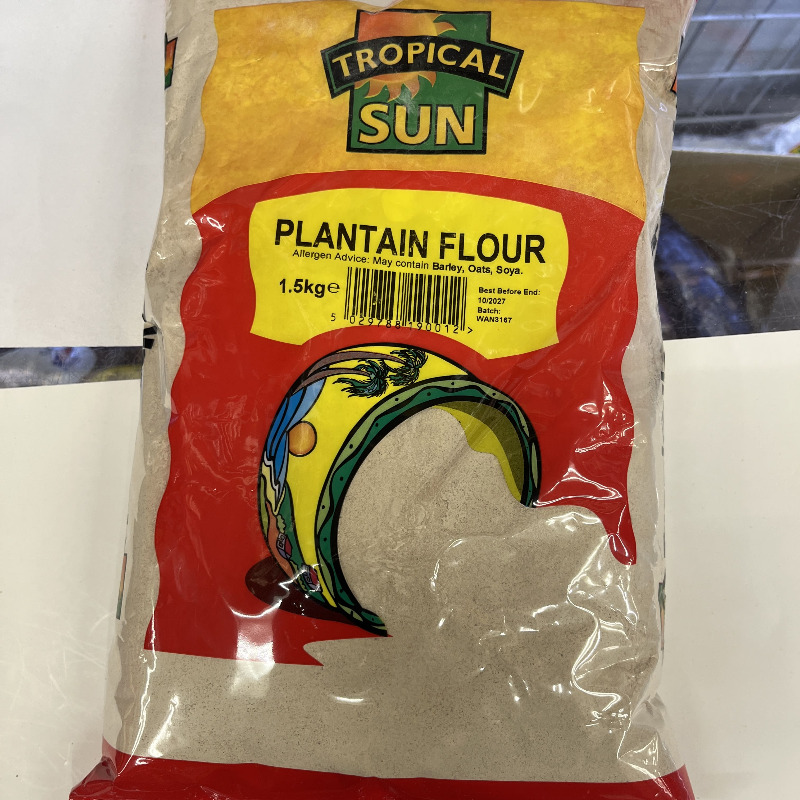 TROPICAL
SUN
PLANTAIN FLOUR
Allergen Advice: May contain Barley, Oats, Soya.
1.5kg℮
Best Before End:
10/2027
Batch:
WAN3167
5 029788 190012 >